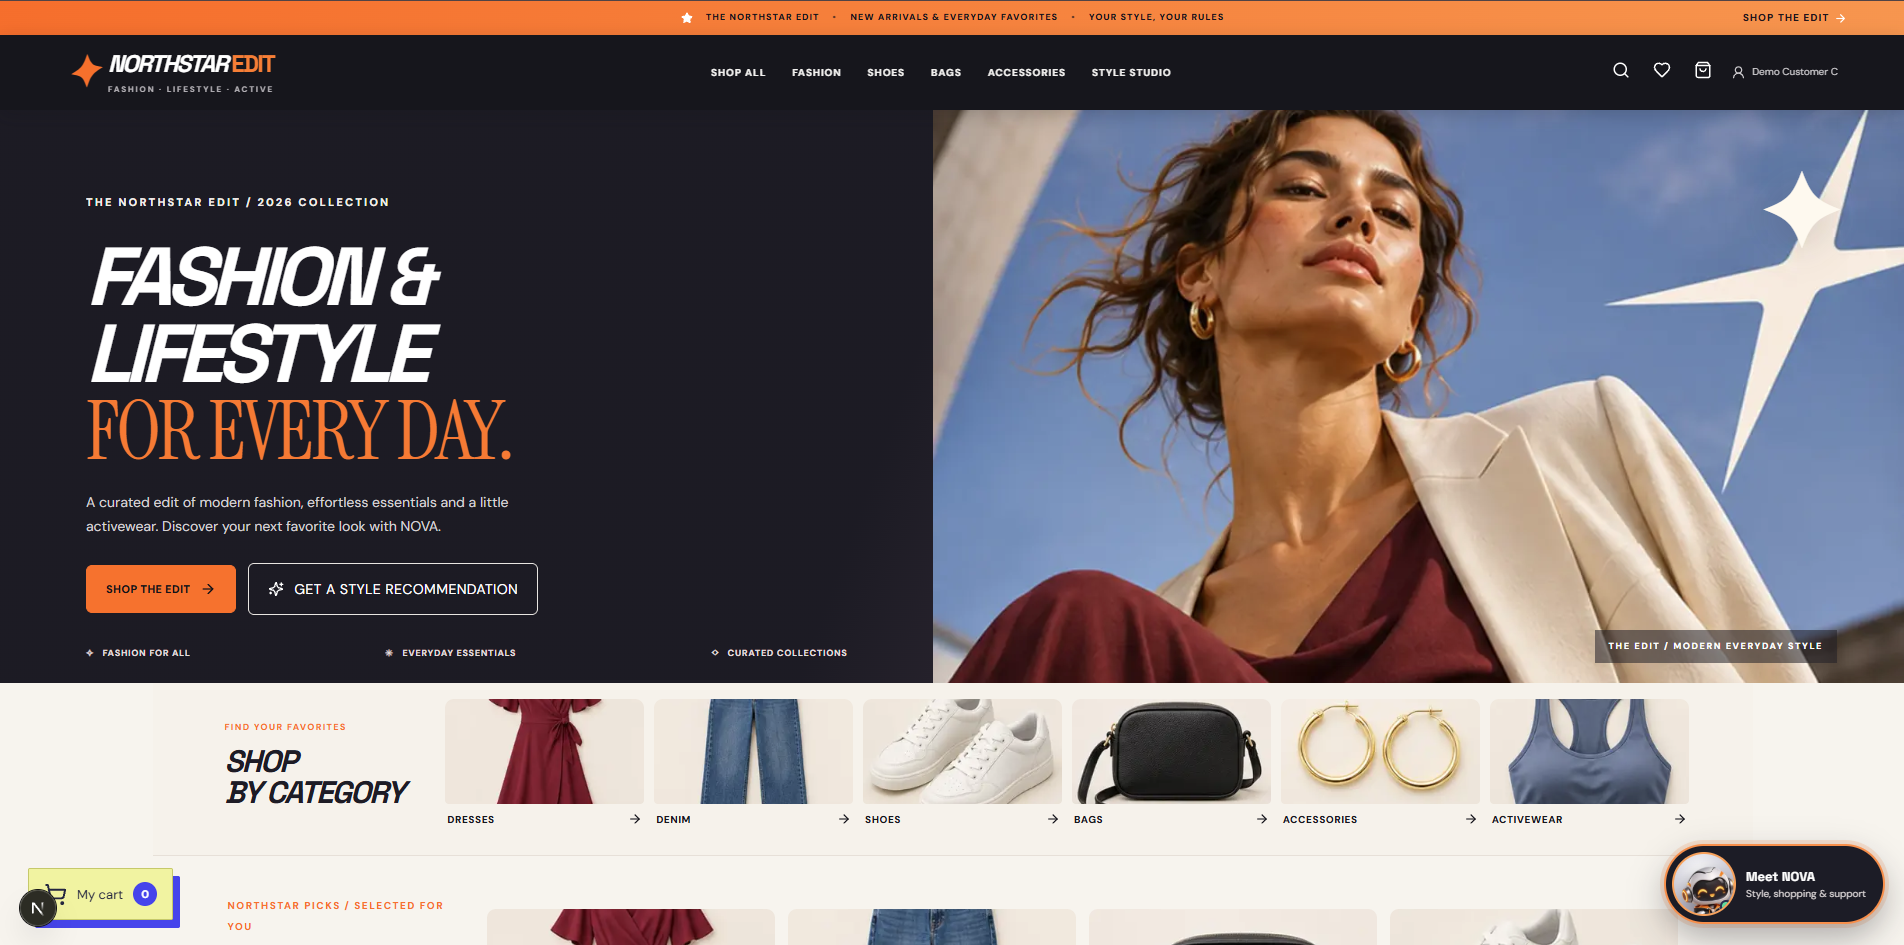 THE NORTHSTAR EDIT • NEW ARRIVALS & EVERYDAY FAVORITES • YOUR STYLE, YOUR RULES
SHOP THE EDIT →
NORTHSTAR EDIT
FASHION · LIFESTYLE · ACTIVE
SHOP ALL
FASHION
SHOES
BAGS
ACCESSORIES
STYLE STUDIO
Demo Customer C
THE NORTHSTAR EDIT / 2026 COLLECTION
FASHION &
LIFESTYLE
FOR EVERY DAY.
A curated edit of modern fashion, effortless essentials and a little
activewear. Discover your next favorite look with NOVA.
SHOP THE EDIT →
GET A STYLE RECOMMENDATION
FASHION FOR ALL
EVERYDAY ESSENTIALS
CURATED COLLECTIONS
THE EDIT / MODERN EVERYDAY STYLE
FIND YOUR FAVORITES
SHOP
BY CATEGORY
DRESSES →
DENIM →
SHOES →
BAGS →
ACCESSORIES →
ACTIVEWEAR →
My cart 0
N
NORTHSTAR PICKS / SELECTED FOR
YOU
Meet NOVA
Style, shopping & support